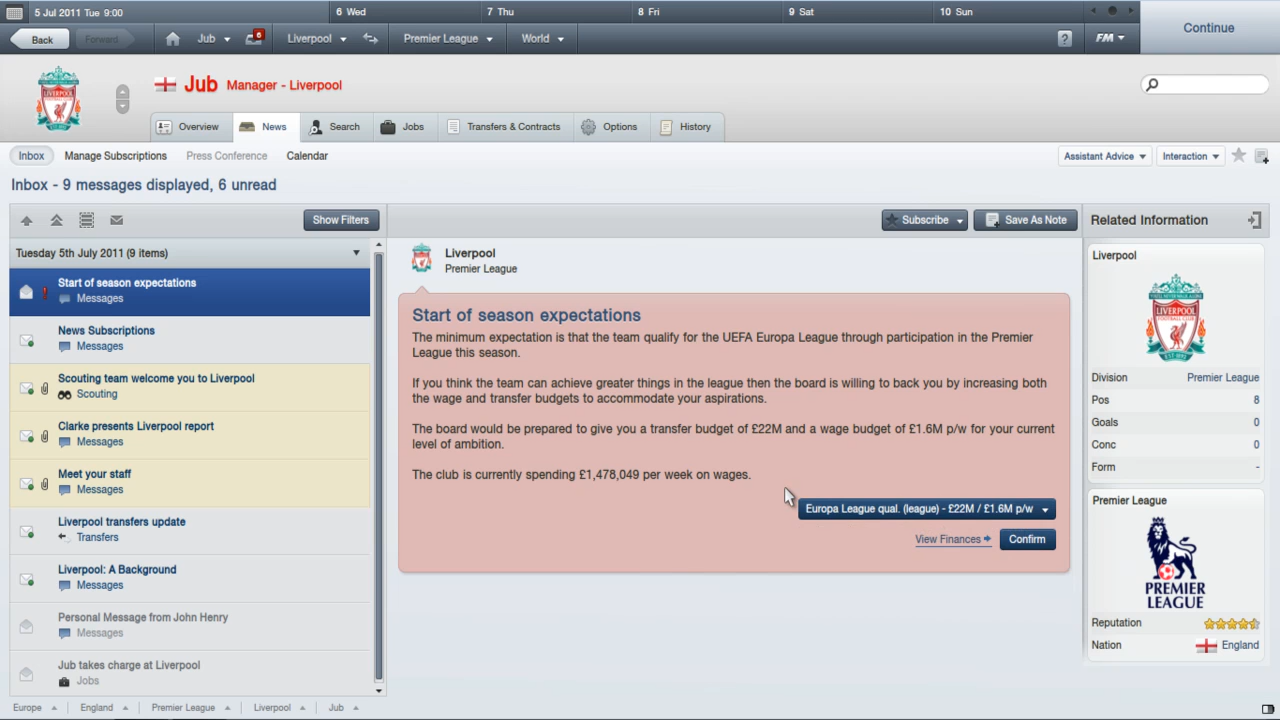 5 Jul 2011 Tue 9:00
6 Wed
7 Thu
8 Fri
9 Sat
10 Sun
Continue
Back
Forward
Job
6
Liverpool
Premier League
World
?
FM
Jub Manager - Liverpool
Overview
News
Search
Jobs
Transfers & Contracts
Options
History
Inbox
Manage Subscriptions
Press Conference
Calendar
Assistant Advice
Interaction
Inbox - 9 messages displayed, 6 unread
Show Filters
Subscribe
Save As Note
Related Information
Tuesday 5th July 2011 (9 items)
Start of season expectations
Messages
News Subscriptions
Messages
Scouting team welcome you to Liverpool
Scouting
Clarke presents Liverpool report
Messages
Meet your staff
Messages
Liverpool transfers update
Transfers
Liverpool: A Background
Messages
Personal Message from John Henry
Messages
Jub takes charge at Liverpool
Jobs
Liverpool
Premier League
Start of season expectations
The minimum expectation is that the team qualify for the UEFA Europa League through participation in the Premier
League this season.
If you think the team can achieve greater things in the league then the board is willing to back you by increasing both
the wage and transfer budgets to accommodate your aspirations.
The board would be prepared to give you a transfer budget of £22M and a wage budget of £1.6M p/w for your current
level of ambition.
The club is currently spending £1,478,049 per week on wages.
Europa League qual. (league) - £22M / £1.6M p/w
View Finances
Confirm
Liverpool
Division Premier League
Pos 8
Goals 0
Conc 0
Form -
Premier League
PREMIER
LEAGUE
Reputation
Nation England
Europe
England
Premier League
Liverpool
Jub